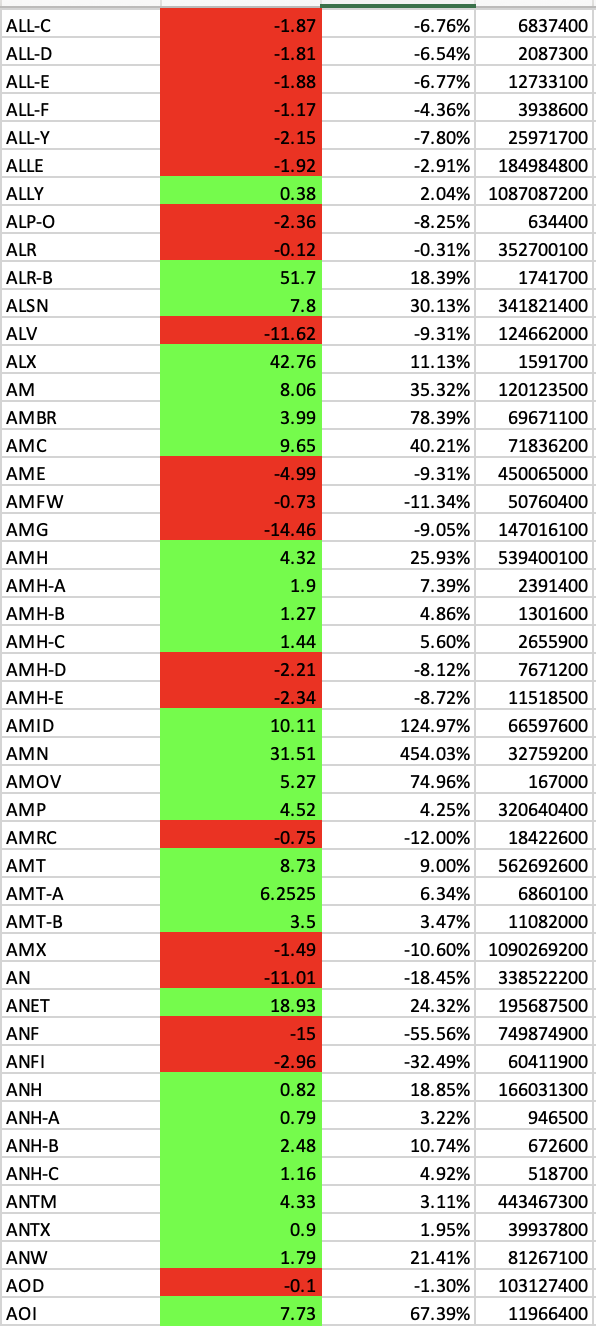 ALL-C -1.87 -6.76% 6837400
ALL-D -1.81 -6.54% 2087300
ALL-E -1.88 -6.77% 12733100
ALL-F -1.17 -4.36% 3938600
ALL-Y -2.15 -7.80% 25971700
ALLE -1.92 -2.91% 184984800
ALLY 0.38 2.04% 1087087200
ALP-O -2.36 -8.25% 634400
ALR -0.12 -0.31% 352700100
ALR-B 51.7 18.39% 1741700
ALSN 7.8 30.13% 341821400
ALV -11.62 -9.31% 124662000
ALX 42.76 11.13% 1591700
AM 8.06 35.32% 120123500
AMBR 3.99 78.39% 69671100
AMC 9.65 40.21% 71836200
AME -4.99 -9.31% 450065000
AMFW -0.73 -11.34% 50760400
AMG -14.46 -9.05% 147016100
AMH 4.32 25.93% 539400100
AMH-A 1.9 7.39% 2391400
AMH-B 1.27 4.86% 1301600
AMH-C 1.44 5.60% 2655900
AMH-D -2.21 -8.12% 7671200
AMH-E -2.34 -8.72% 11518500
AMID 10.11 124.97% 66597600
AMN 31.51 454.03% 32759200
AMOV 5.27 74.96% 167000
AMP 4.52 4.25% 320640400
AMRC -0.75 -12.00% 18422600
AMT 8.73 9.00% 562692600
AMT-A 6.2525 6.34% 6860100
AMT-B 3.5 3.47% 11082000
AMX -1.49 -10.60% 1090269200
AN -11.01 -18.45% 338522200
ANET 18.93 24.32% 195687500
ANF -15 -55.56% 749874900
ANFI -2.96 -32.49% 60411900
ANH 0.82 18.85% 166031300
ANH-A 0.79 3.22% 946500
ANH-B 2.48 10.74% 672600
ANH-C 1.16 4.92% 518700
ANTM 4.33 3.11% 443467300
ANTX 0.9 1.95% 39937800
ANW 1.79 21.41% 81267100
AOD -0.1 -1.30% 103127400
AOI 7.73 67.39% 11966400